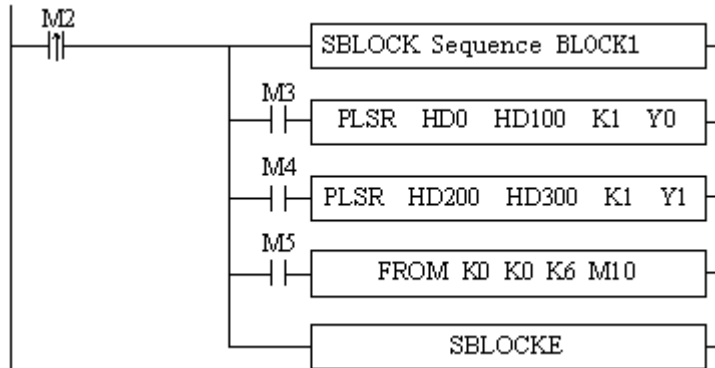 M2
SBLOCK Sequence BLOCK1
M3
PLSR HD0 HD100 K1 Y0
M4
PLSR HD200 HD300 K1 Y1
M5
FROM K0 K0 K6 M10
SBLOCKE